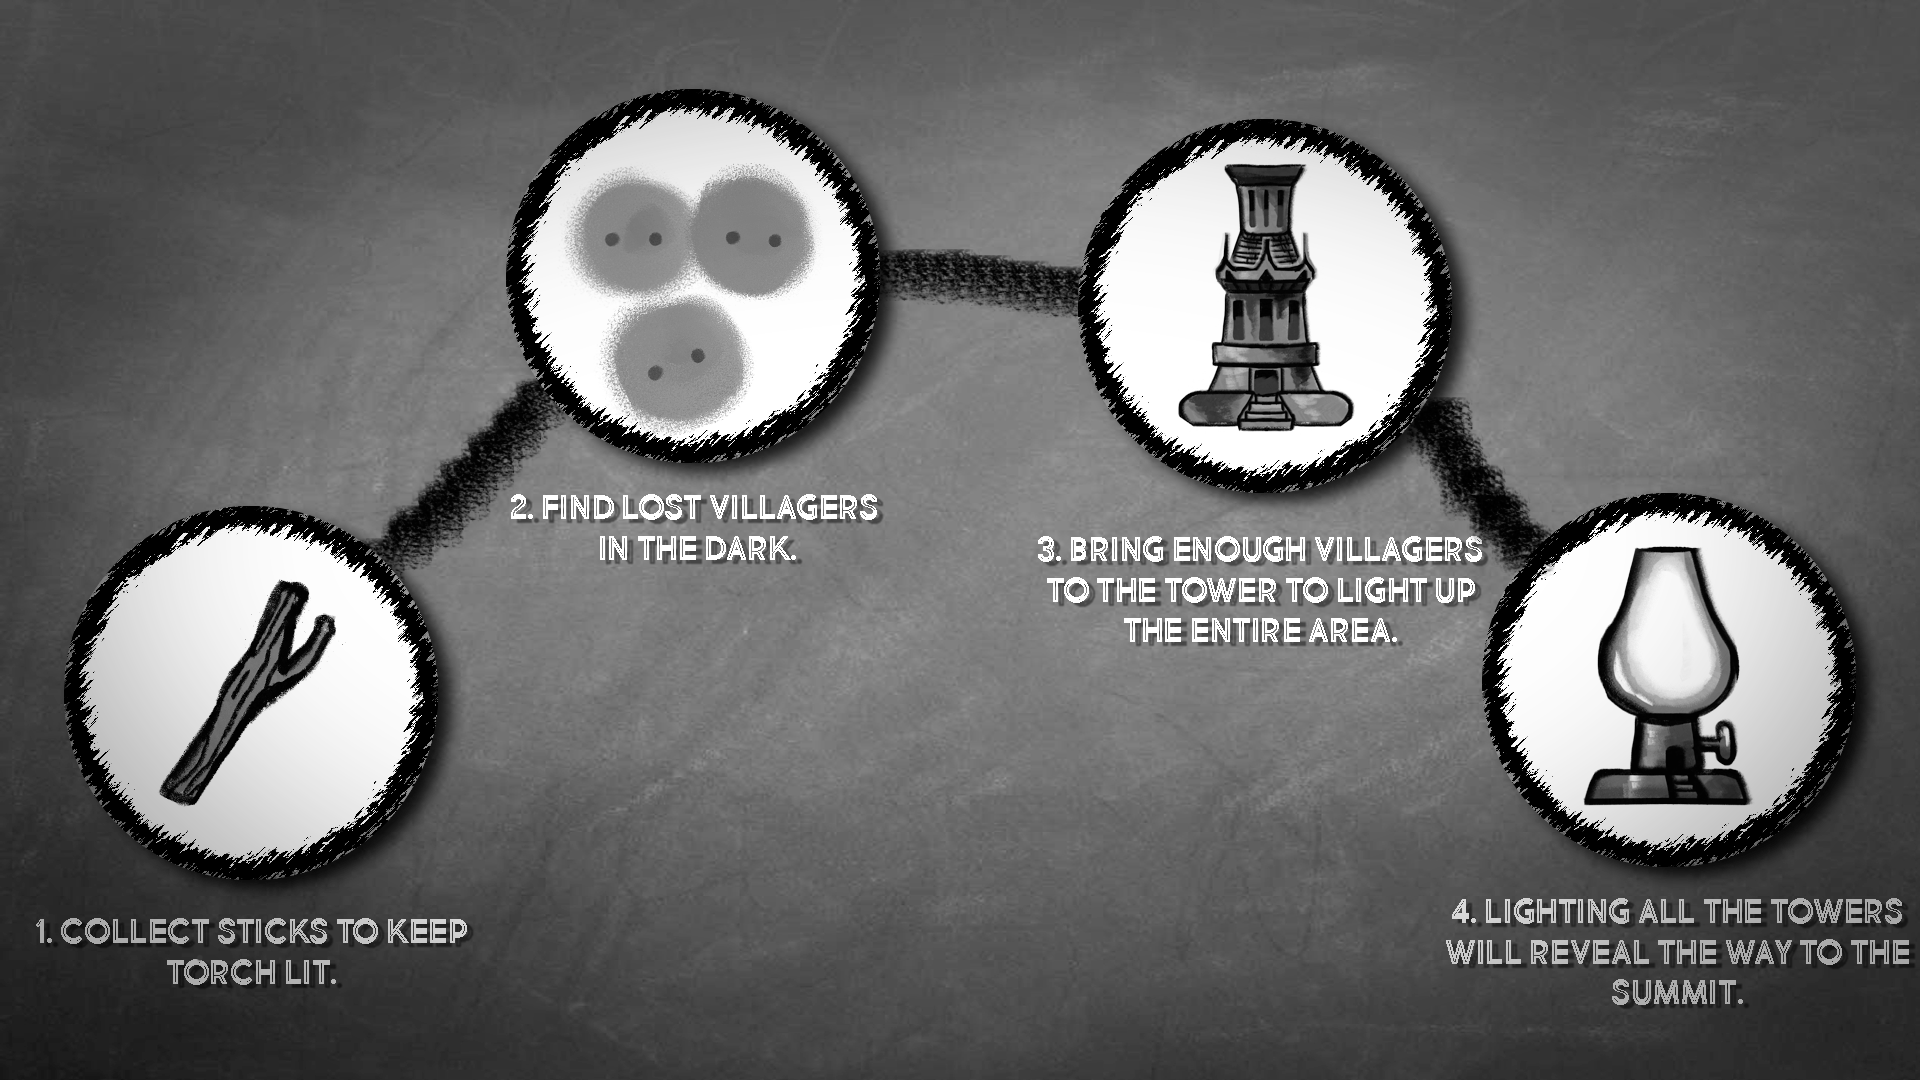 1. COLLECT STICKS TO KEEP
TORCH LIT.
2. FIND LOST VILLAGERS
IN THE DARK.
3. BRING ENOUGH VILLAGERS
TO THE TOWER TO LIGHT UP
THE ENTIRE AREA.
4. LIGHTING ALL THE TOWERS
WILL REVEAL THE WAY TO THE
SUMMIT.